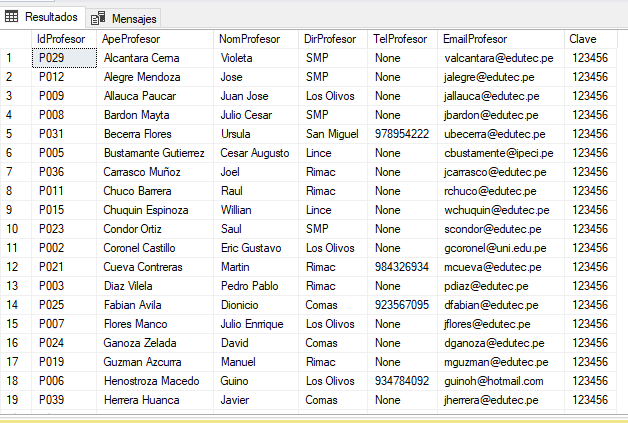 Resultados Mensajes
IdProfesor ApeProfesor NomProfesor DirProfesor TelProfesor EmailProfesor Clave
1 P029 Alcantara Cerna Violeta SMP None valcantara@edutec.pe 123456
2 P012 Alegre Mendoza Jose SMP None jalegre@edutec.pe 123456
3 P009 Allauca Paucar Juan Jose Los Olivos None jallauca@edutec.pe 123456
4 P008 Bardon Mayta Julio Cesar SMP None jbardon@edutec.pe 123456
5 P031 Becerra Flores Ursula San Miguel 978954222 ubecerra@edutec.pe 123456
6 P005 Bustamante Gutierrez Cesar Augusto Lince None cbustamente@ipeci.pe 123456
7 P036 Carrasco Muñoz Joel Rimac None jcarrasco@edutec.pe 123456
8 P011 Chuco Barrera Raul Rimac None rchuco@edutec.pe 123456
9 P015 Chuquin Espinoza Willian Lince None wchuquin@edutec.pe 123456
10 P023 Condor Ortiz Saul SMP None scondor@edutec.pe 123456
11 P002 Coronel Castillo Eric Gustavo Los Olivos None gcoronel@uni.edu.pe 123456
12 P021 Cueva Contreras Martin Rimac 984326934 mcueva@edutec.pe 123456
13 P003 Diaz Vilela Pedro Pablo Rimac None pdiaz@edutec.pe 123456
14 P025 Fabian Avila Dionicio Comas 923567095 dfabian@edutec.pe 123456
15 P007 Flores Manco Julio Enrrique Los Olivos None jflores@edutec.pe 123456
16 P024 Ganoza Zelada David Comas None dganoza@edutec.pe 123456
17 P019 Guzman Azcurra Manuel Rimac None mguzman@edutec.pe 123456
18 P006 Henostroza Macedo Guino Los Olivos 934784092 guinoh@hotmail.com 123456
19 P039 Herrera Huanca Javier Comas None jherrera@edutec.pe 123456